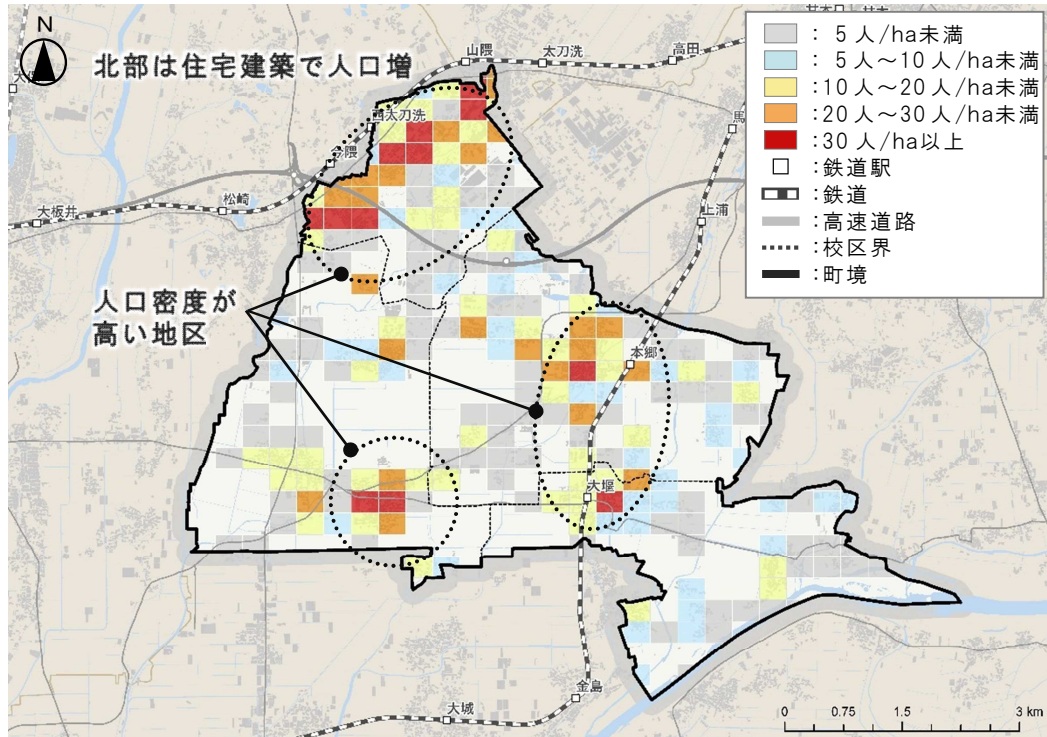 N
北部は住宅建築で人口増
人口密度が
高い地区
: 5人/ha未満
: 5人～10人/ha未満
:10人～20人/ha未満
:20人～30人/ha未満
:30人/ha以上
:鉄道駅
:鉄道
:高速道路
:校区界
:町境
山隈
太刀洗
高田
西太刀洗
今隈
松崎
大板井
上浦
本郷
大堰
金島
大城
0 0.75 1.5 3 km